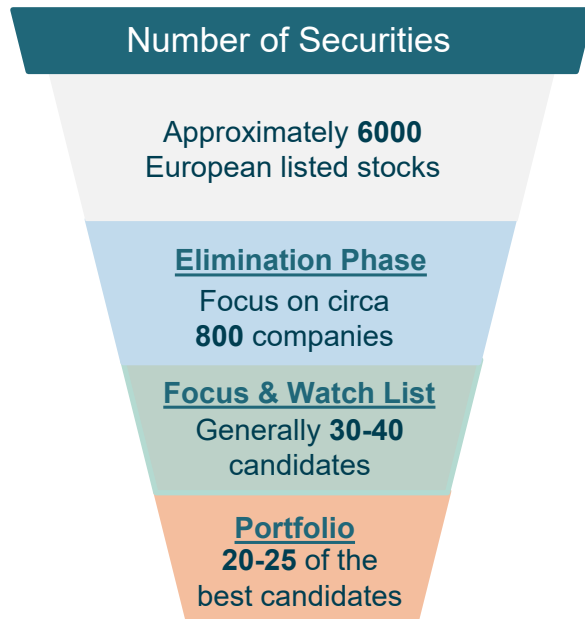 Number of Securities
Approximately 6000
European listed stocks
Elimination Phase
Focus on circa
800 companies
Focus & Watch List
Generally 30-40
candidates
Portfolio
20-25 of the
best candidates